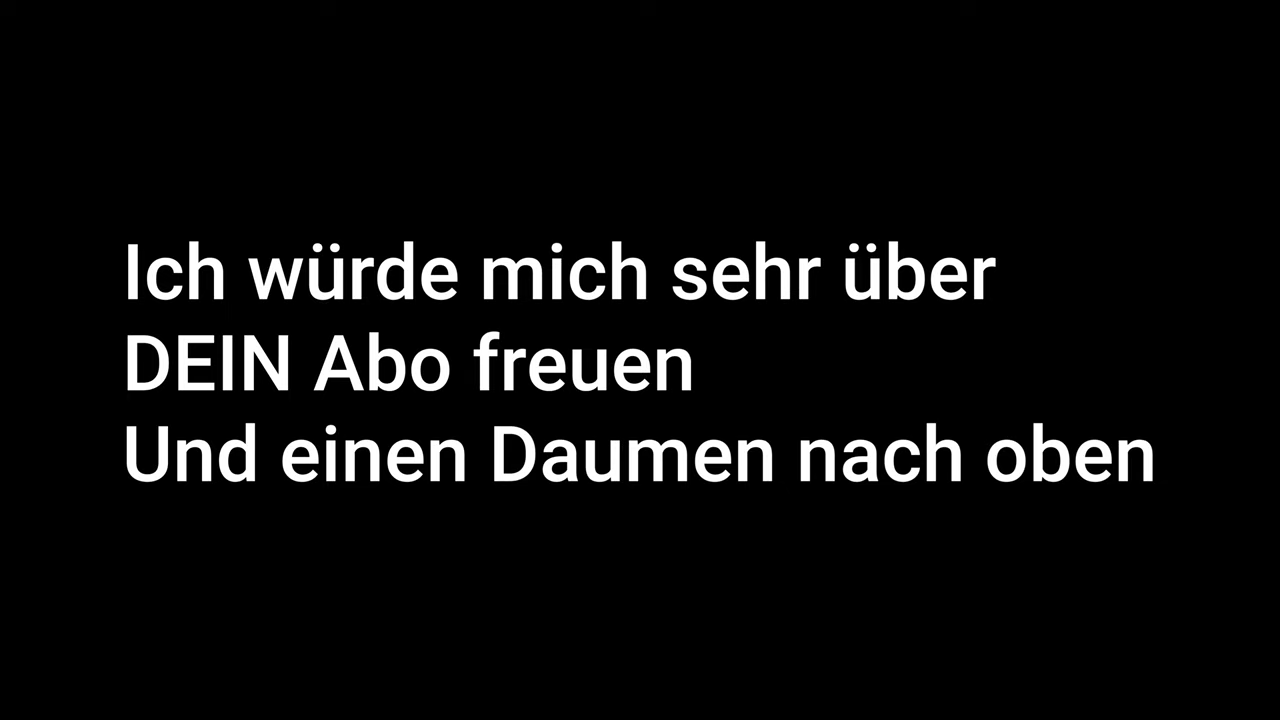 Ich würde mich sehr über
DEIN Abo freuen
Und einen Daumen nach oben